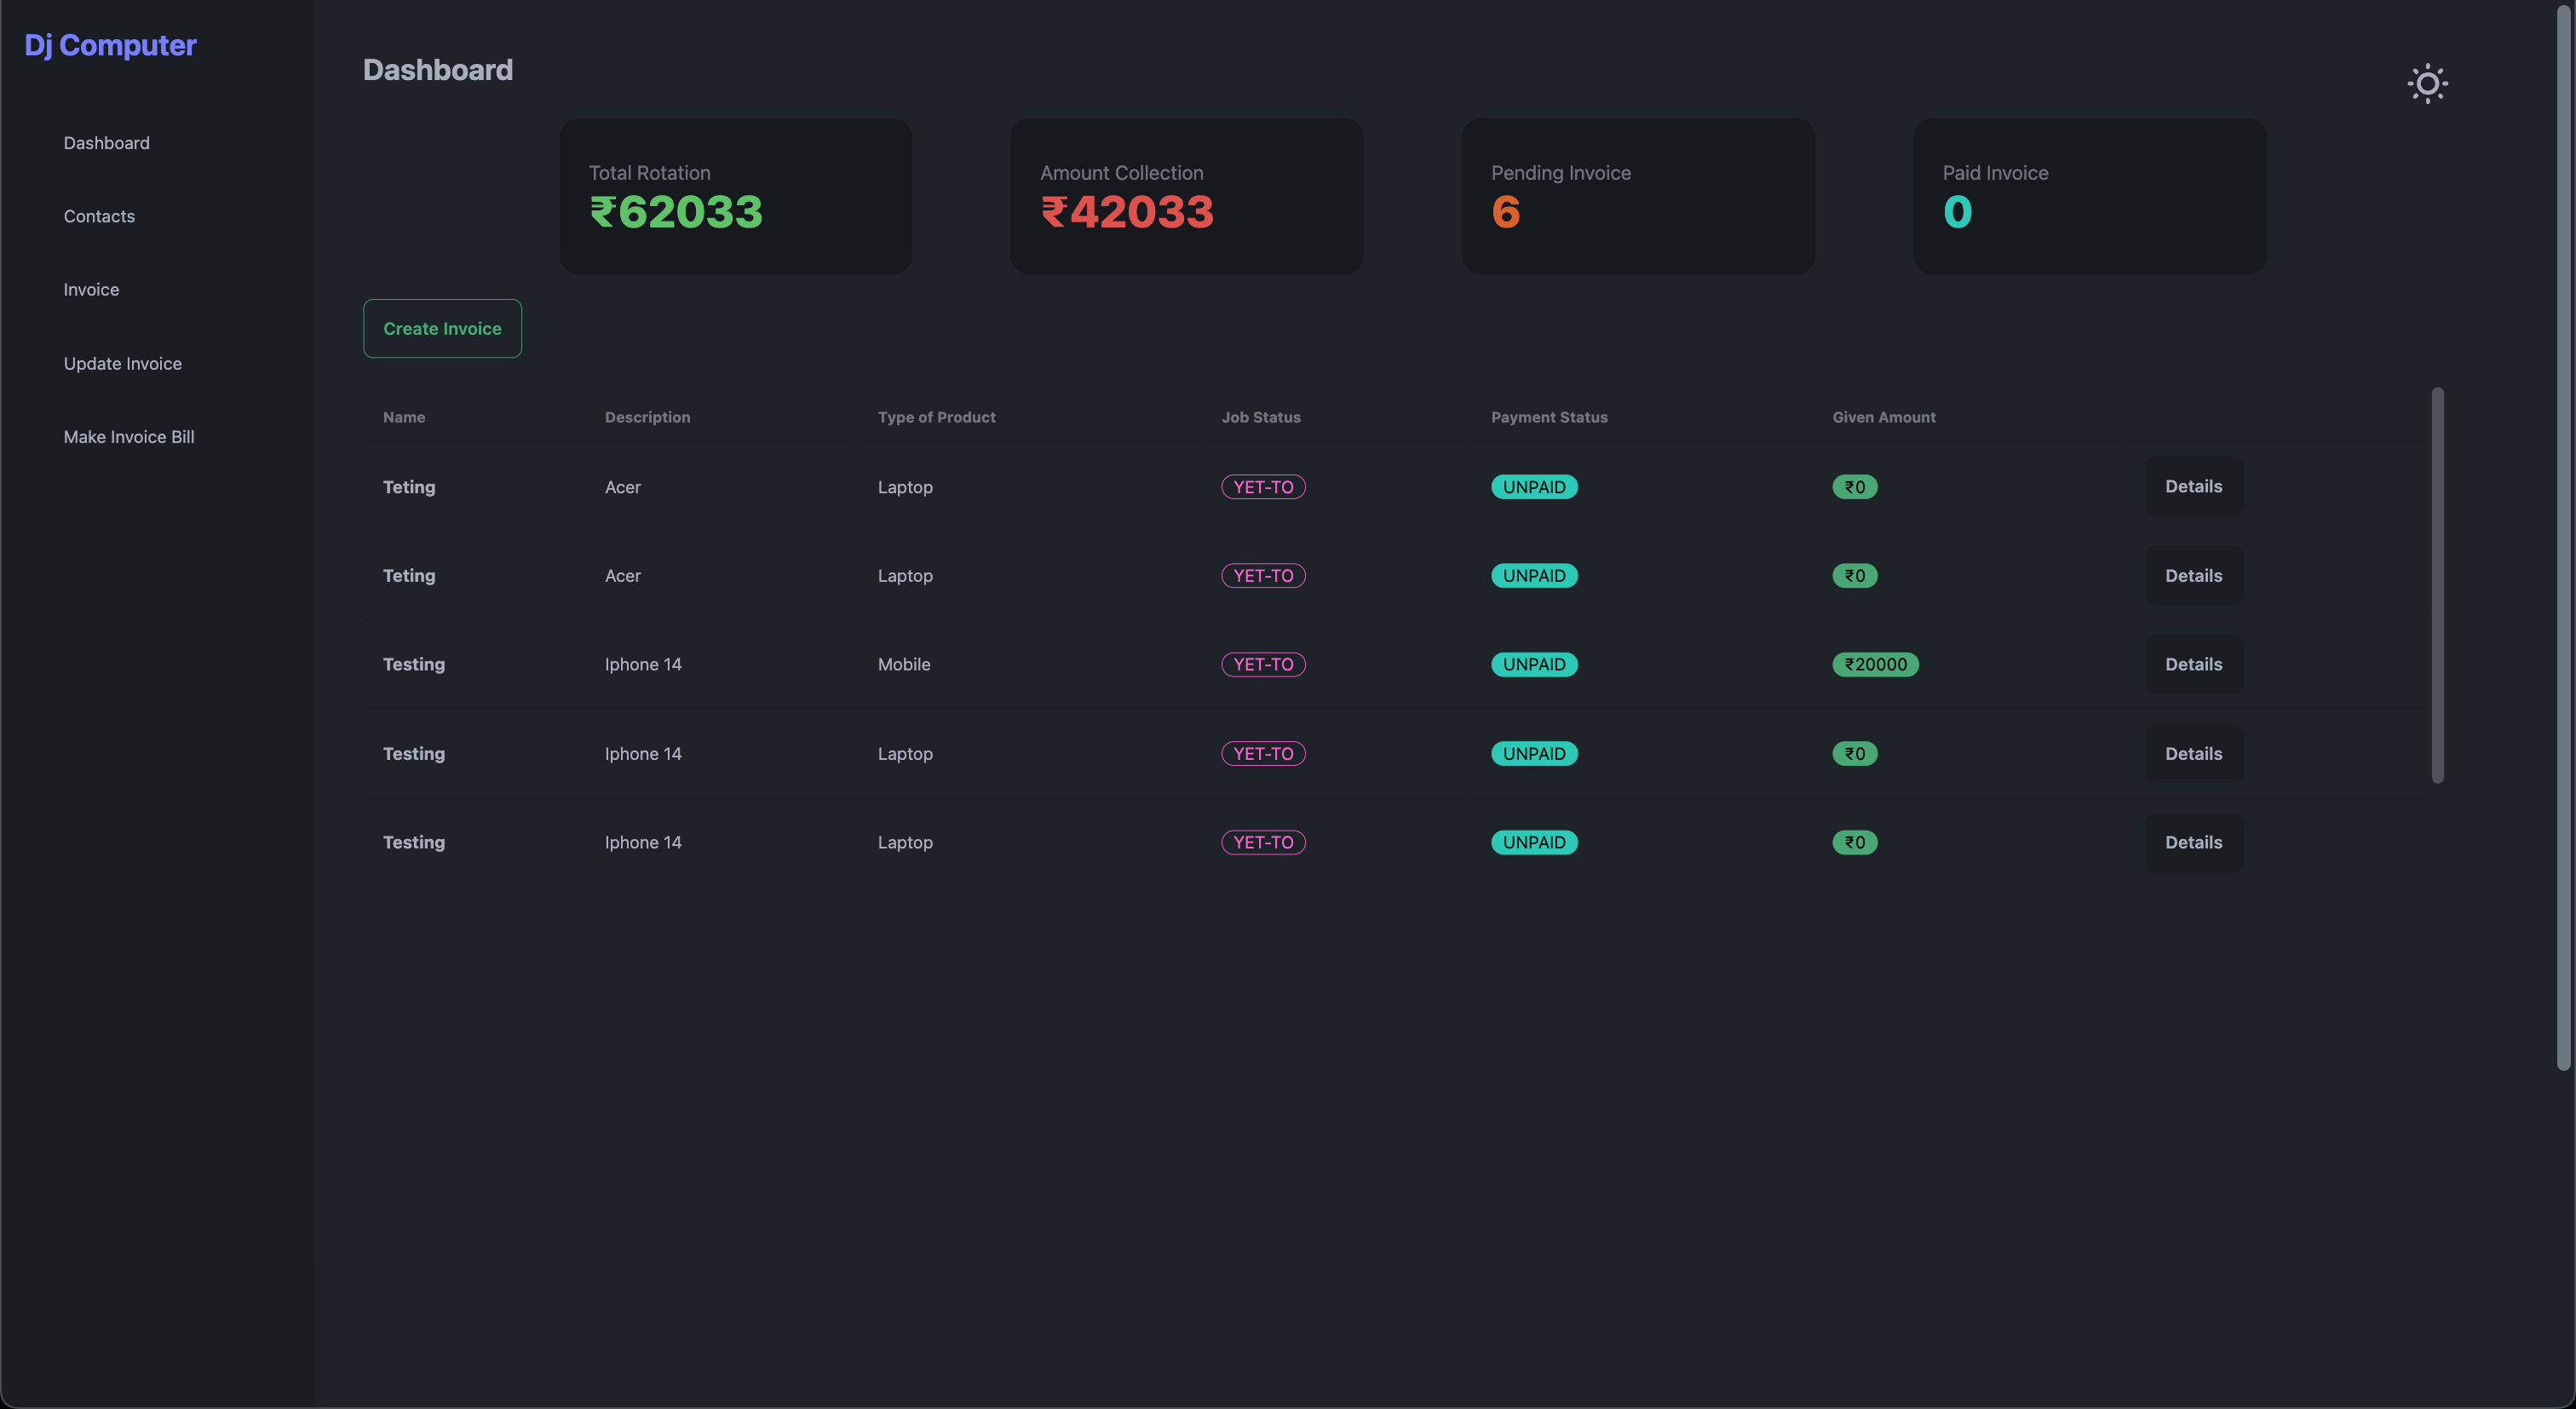 Dj Computer
Dashboard
Contacts
Invoice
Update Invoice
Make Invoice Bill
Dashboard
Total Rotation
₹62033
Amount Collection
₹42033
Pending Invoice
6
Paid Invoice
0
Create Invoice
Name Description Type of Product Job Status Payment Status Given Amount
Teting Acer Laptop YET-TO UNPAID ₹0 Details
Teting Acer Laptop YET-TO UNPAID ₹0 Details
Testing Iphone 14 Mobile YET-TO UNPAID ₹20000 Details
Testing Iphone 14 Laptop YET-TO UNPAID ₹0 Details
Testing Iphone 14 Laptop YET-TO UNPAID ₹0 Details